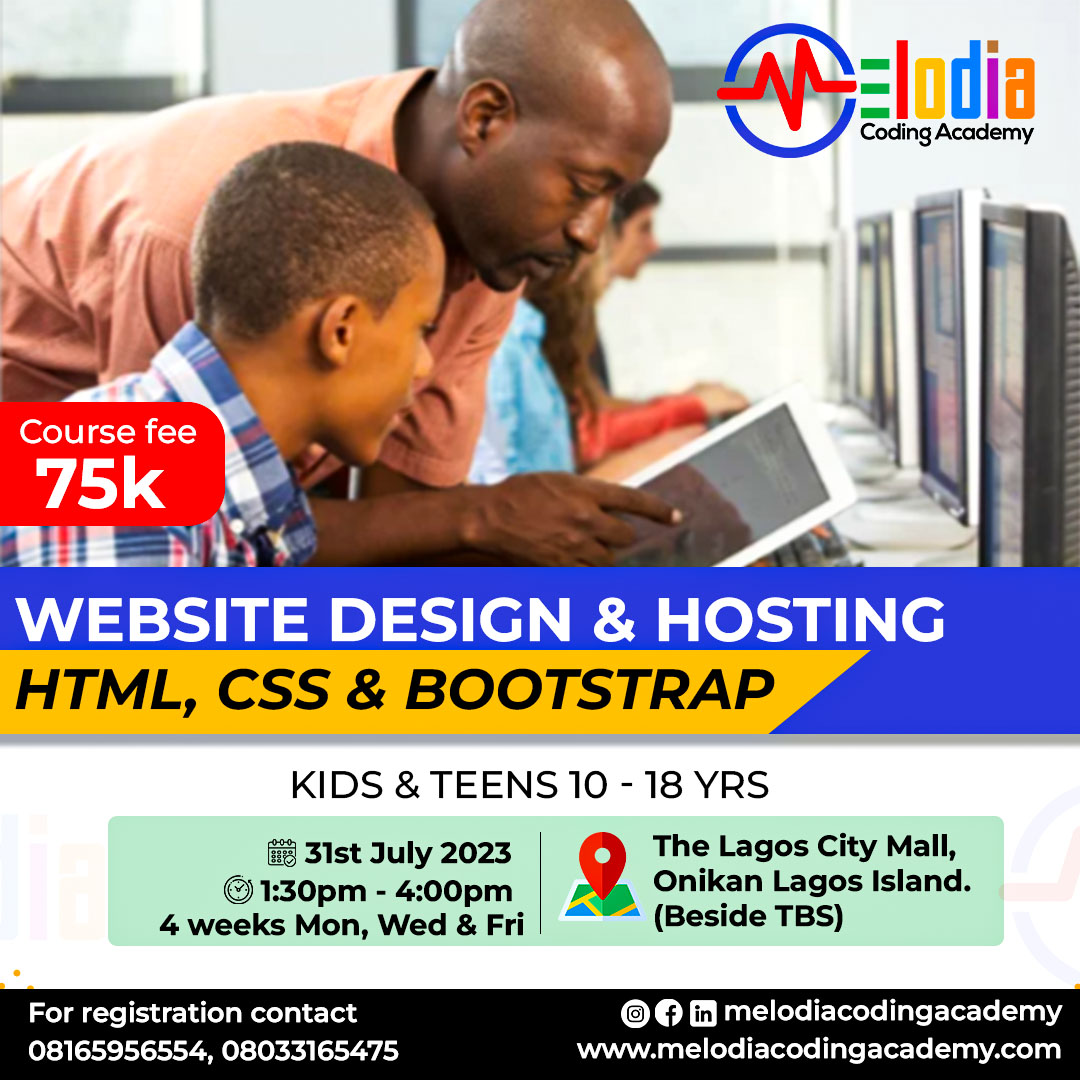 Melodia
Coding Academy
Course fee
75k
WEBSITE DESIGN & HOSTING
HTML, CSS & BOOTSTRAP
KIDS & TEENS 10 - 18 YRS
31st July 2023
1:30pm - 4:00pm
4 weeks Mon, Wed & Fri
The Lagos City Mall,
Onikan Lagos Island.
(Beside TBS)
For registration contact
08165956554, 08033165475
melodiacodingacademy
www.melodiacodingacademy.com